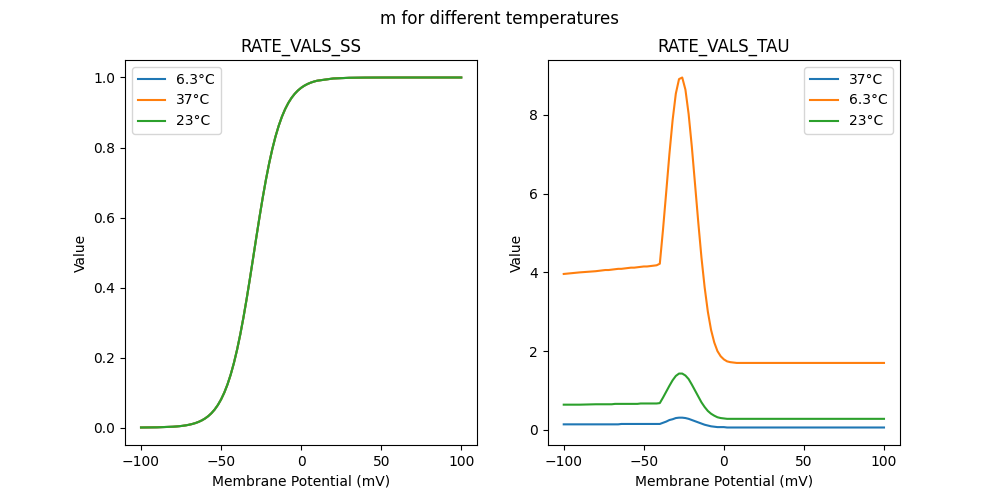 m for different temperatures
RATE_VALS_SS
RATE_VALS_TAU
6.3°C
37°C
23°C
37°C
6.3°C
23°C
1.0
0.8
0.6
0.4
0.2
0.0
Value
−100
−50
0
50
100
Membrane Potential (mV)
8
6
4
2
0
Value
−100
−50
0
50
100
Membrane Potential (mV)